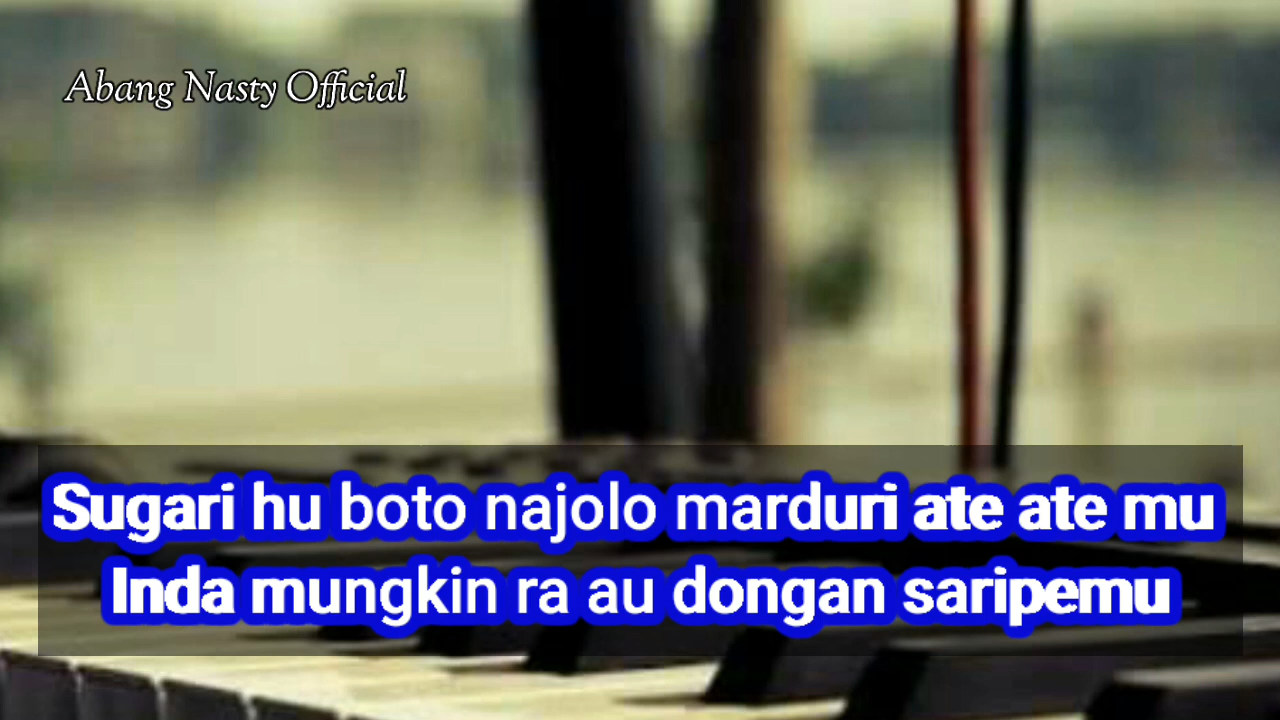 Abang Nasty Official
Sugari hu boto najolo marduri ate ate mu
Inda mungkin ra au dongan saripemu